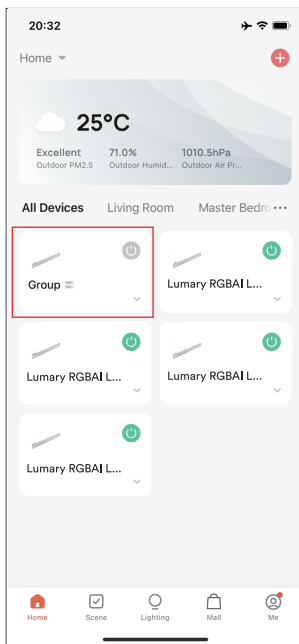 20:32
Home
25°C
Excellent 71.0% 1010.5hPa
Outdoor PM2.5 Outdoor Humid... Outdoor Air Pr...
All Devices Living Room Master Bedro
Group
Lumary RGBAI L...
Lumary RGBAI L...
Lumary RGBAI L...
Lumary RGBAI L...
Home Scene Lighting Mall Me